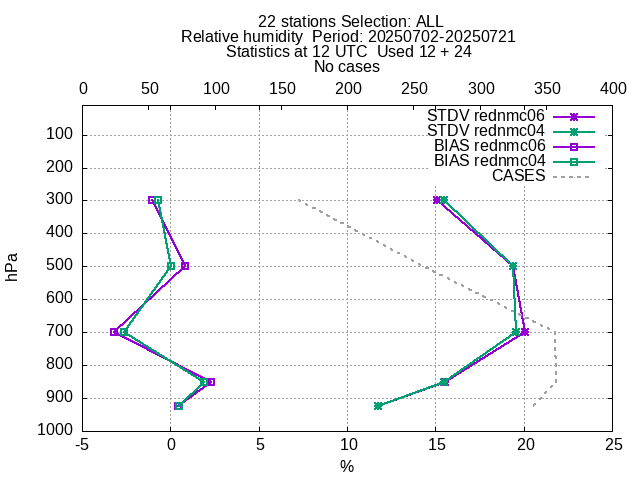 22 stations Selection: ALL
Relative humidity  Period: 20250702-20250721
Statistics at 12 UTC  Used 12 + 24
No cases
0 50 100 150 200 250 300 350 400
STDV rednmc06
STDV rednmc04
BIAS rednmc06
BIAS rednmc04
CASES
100
200
300
400
500
600
700
800
900
1000
hPa
-5 0 5 10 15 20 25
%